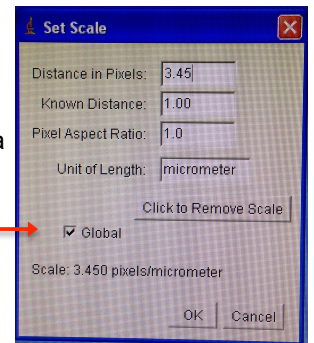 Set Scale
Distance in Pixels: 3.45
Known Distance: 1.00
Pixel Aspect Ratio: 1.0
a
Unit of Length: micrometer
Click to Remove Scale
Global
Scale: 3.450 pixels/micrometer
OK Cancel